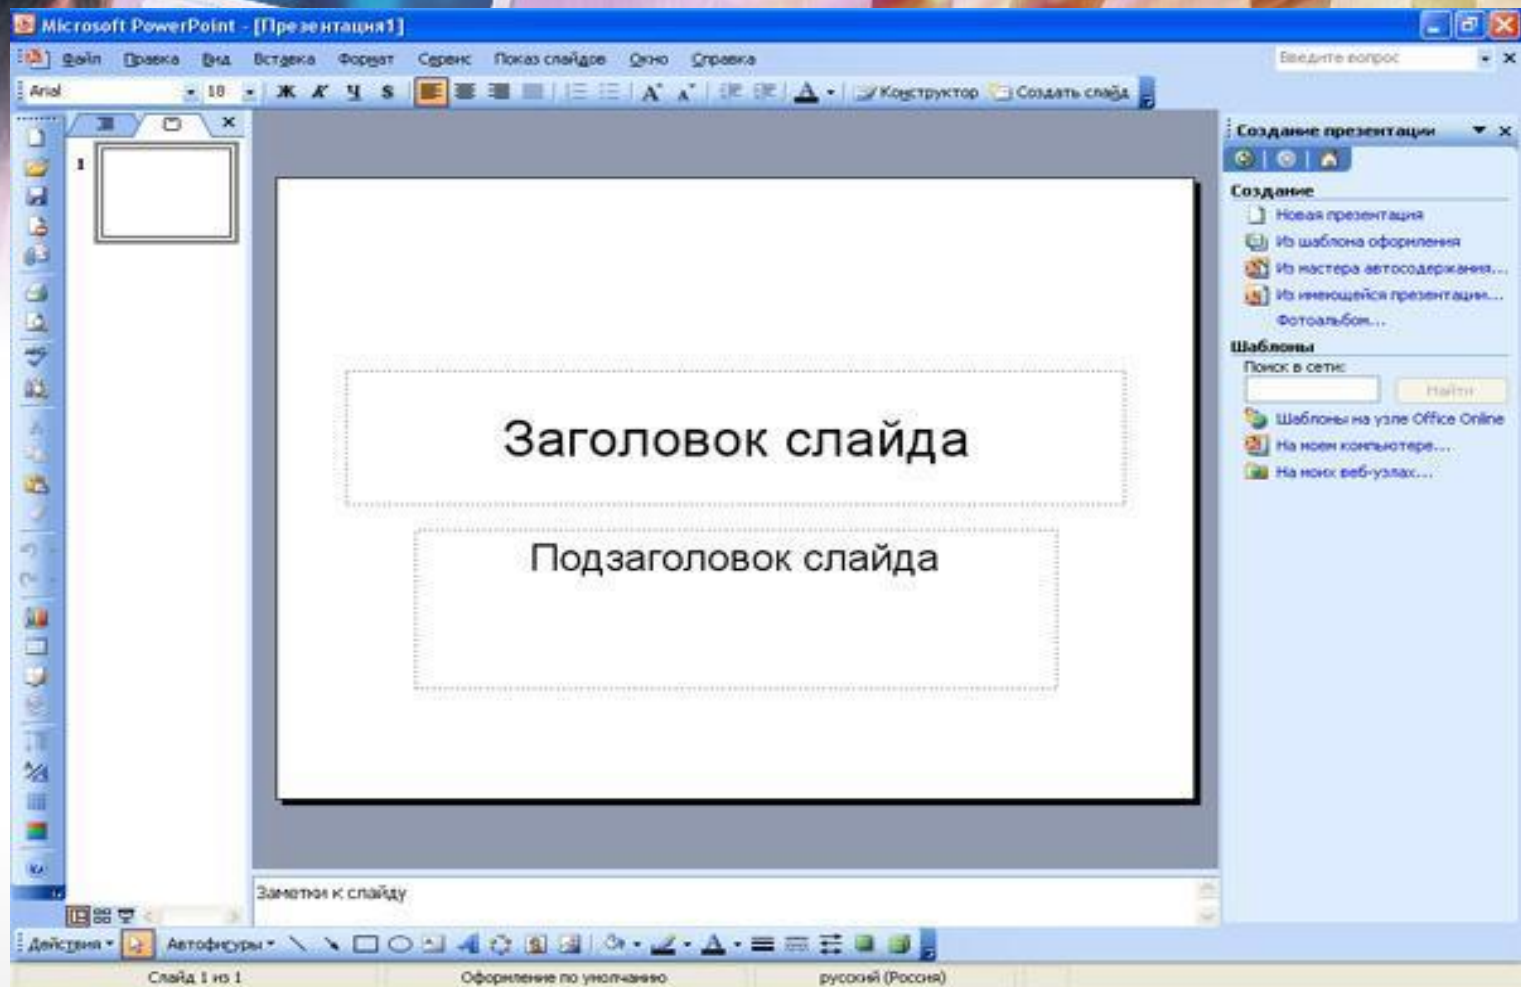 Microsoft PowerPoint - [Презентация1]
Файл Правка Вид Вставка Формат Сервис Показ слайдов Окно Справка Введите вопрос
Arial 18 Ж К Ч S A A A Конструктор Создать слайд
Создание презентации
1
Создание
Новая презентация
Из шаблона оформления
Из мастера автосодержания...
Из имеющейся презентации...
Фотоальбом...
Шаблоны
Поиск в сети:
Найти
Шаблоны на узле Office Online
На моем компьютере...
На моих веб-узлах...
Заголовок слайда
Подзаголовок слайда
Заметки к слайду
Действия Автофигуры
Слайд 1 из 1 Оформление по умолчанию русский (Россия)